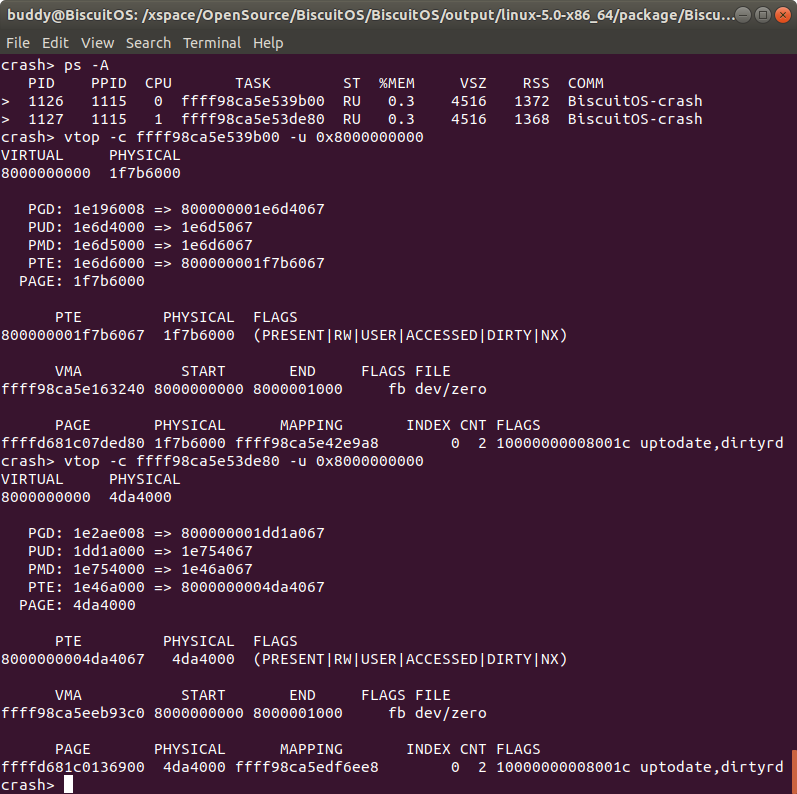 buddy@BiscuitOS: /xspace/OpenSource/BiscuitOS/BiscuitOS/output/linux-5.0-x86_64/package/Biscu...
File Edit View Search Terminal Help
crash> ps -A
   PID    PPID  CPU       TASK        ST  %MEM     VSZ    RSS  COMM
>  1126   1115   0  ffff98ca5e539b00  RU   0.3    4516   1372  BiscuitOS-crash
>  1127   1115   1  ffff98ca5e53de80  RU   0.3    4516   1368  BiscuitOS-crash
crash> vtop -c ffff98ca5e539b00 -u 0x8000000000
VIRTUAL     PHYSICAL
8000000000  1f7b6000
   PGD: 1e196008 => 800000001e6d4067
   PUD: 1e6d4000 => 1e6d5067
   PMD: 1e6d5000 => 1e6d6067
   PTE: 1e6d6000 => 800000001f7b6067
  PAGE: 1f7b6000
      PTE         PHYSICAL  FLAGS
800000001f7b6067  1f7b6000  (PRESENT|RW|USER|ACCESSED|DIRTY|NX)
      VMA           START       END     FLAGS FILE
ffff98ca5e163240 8000000000 8000001000     fb dev/zero
      PAGE       PHYSICAL      MAPPING       INDEX CNT FLAGS
ffffd681c07ded80 1f7b6000 ffff98ca5e42e9a8        0  2 10000000008001c uptodate,dirtyrd
crash> vtop -c ffff98ca5e53de80 -u 0x8000000000
VIRTUAL     PHYSICAL
8000000000  4da4000
   PGD: 1e2ae008 => 800000001dd1a067
   PUD: 1dd1a000 => 1e754067
   PMD: 1e754000 => 1e46a067
   PTE: 1e46a000 => 8000000004da4067
  PAGE: 4da4000
      PTE         PHYSICAL  FLAGS
8000000004da4067   4da4000  (PRESENT|RW|USER|ACCESSED|DIRTY|NX)
      VMA           START       END     FLAGS FILE
ffff98ca5eeb93c0 8000000000 8000001000     fb dev/zero
      PAGE       PHYSICAL      MAPPING       INDEX CNT FLAGS
ffffd681c0136900  4da4000 ffff98ca5edf6ee8        0  2 10000000008001c uptodate,dirtyrd
crash>